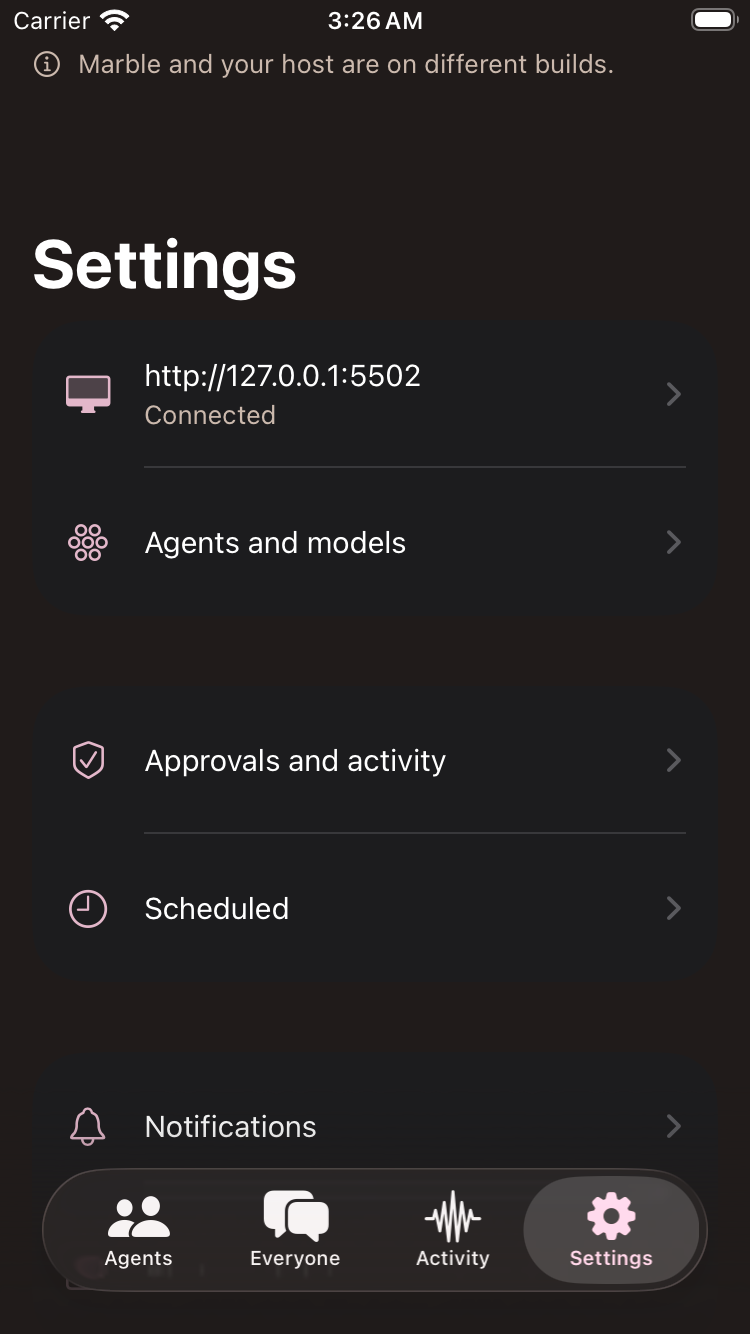 Carrier 3:26 AM
Marble and your host are on different builds.
Settings
http://127.0.0.1:5502
Connected
Agents and models
Approvals and activity
Scheduled
Notifications
Agents Everyone Activity Settings